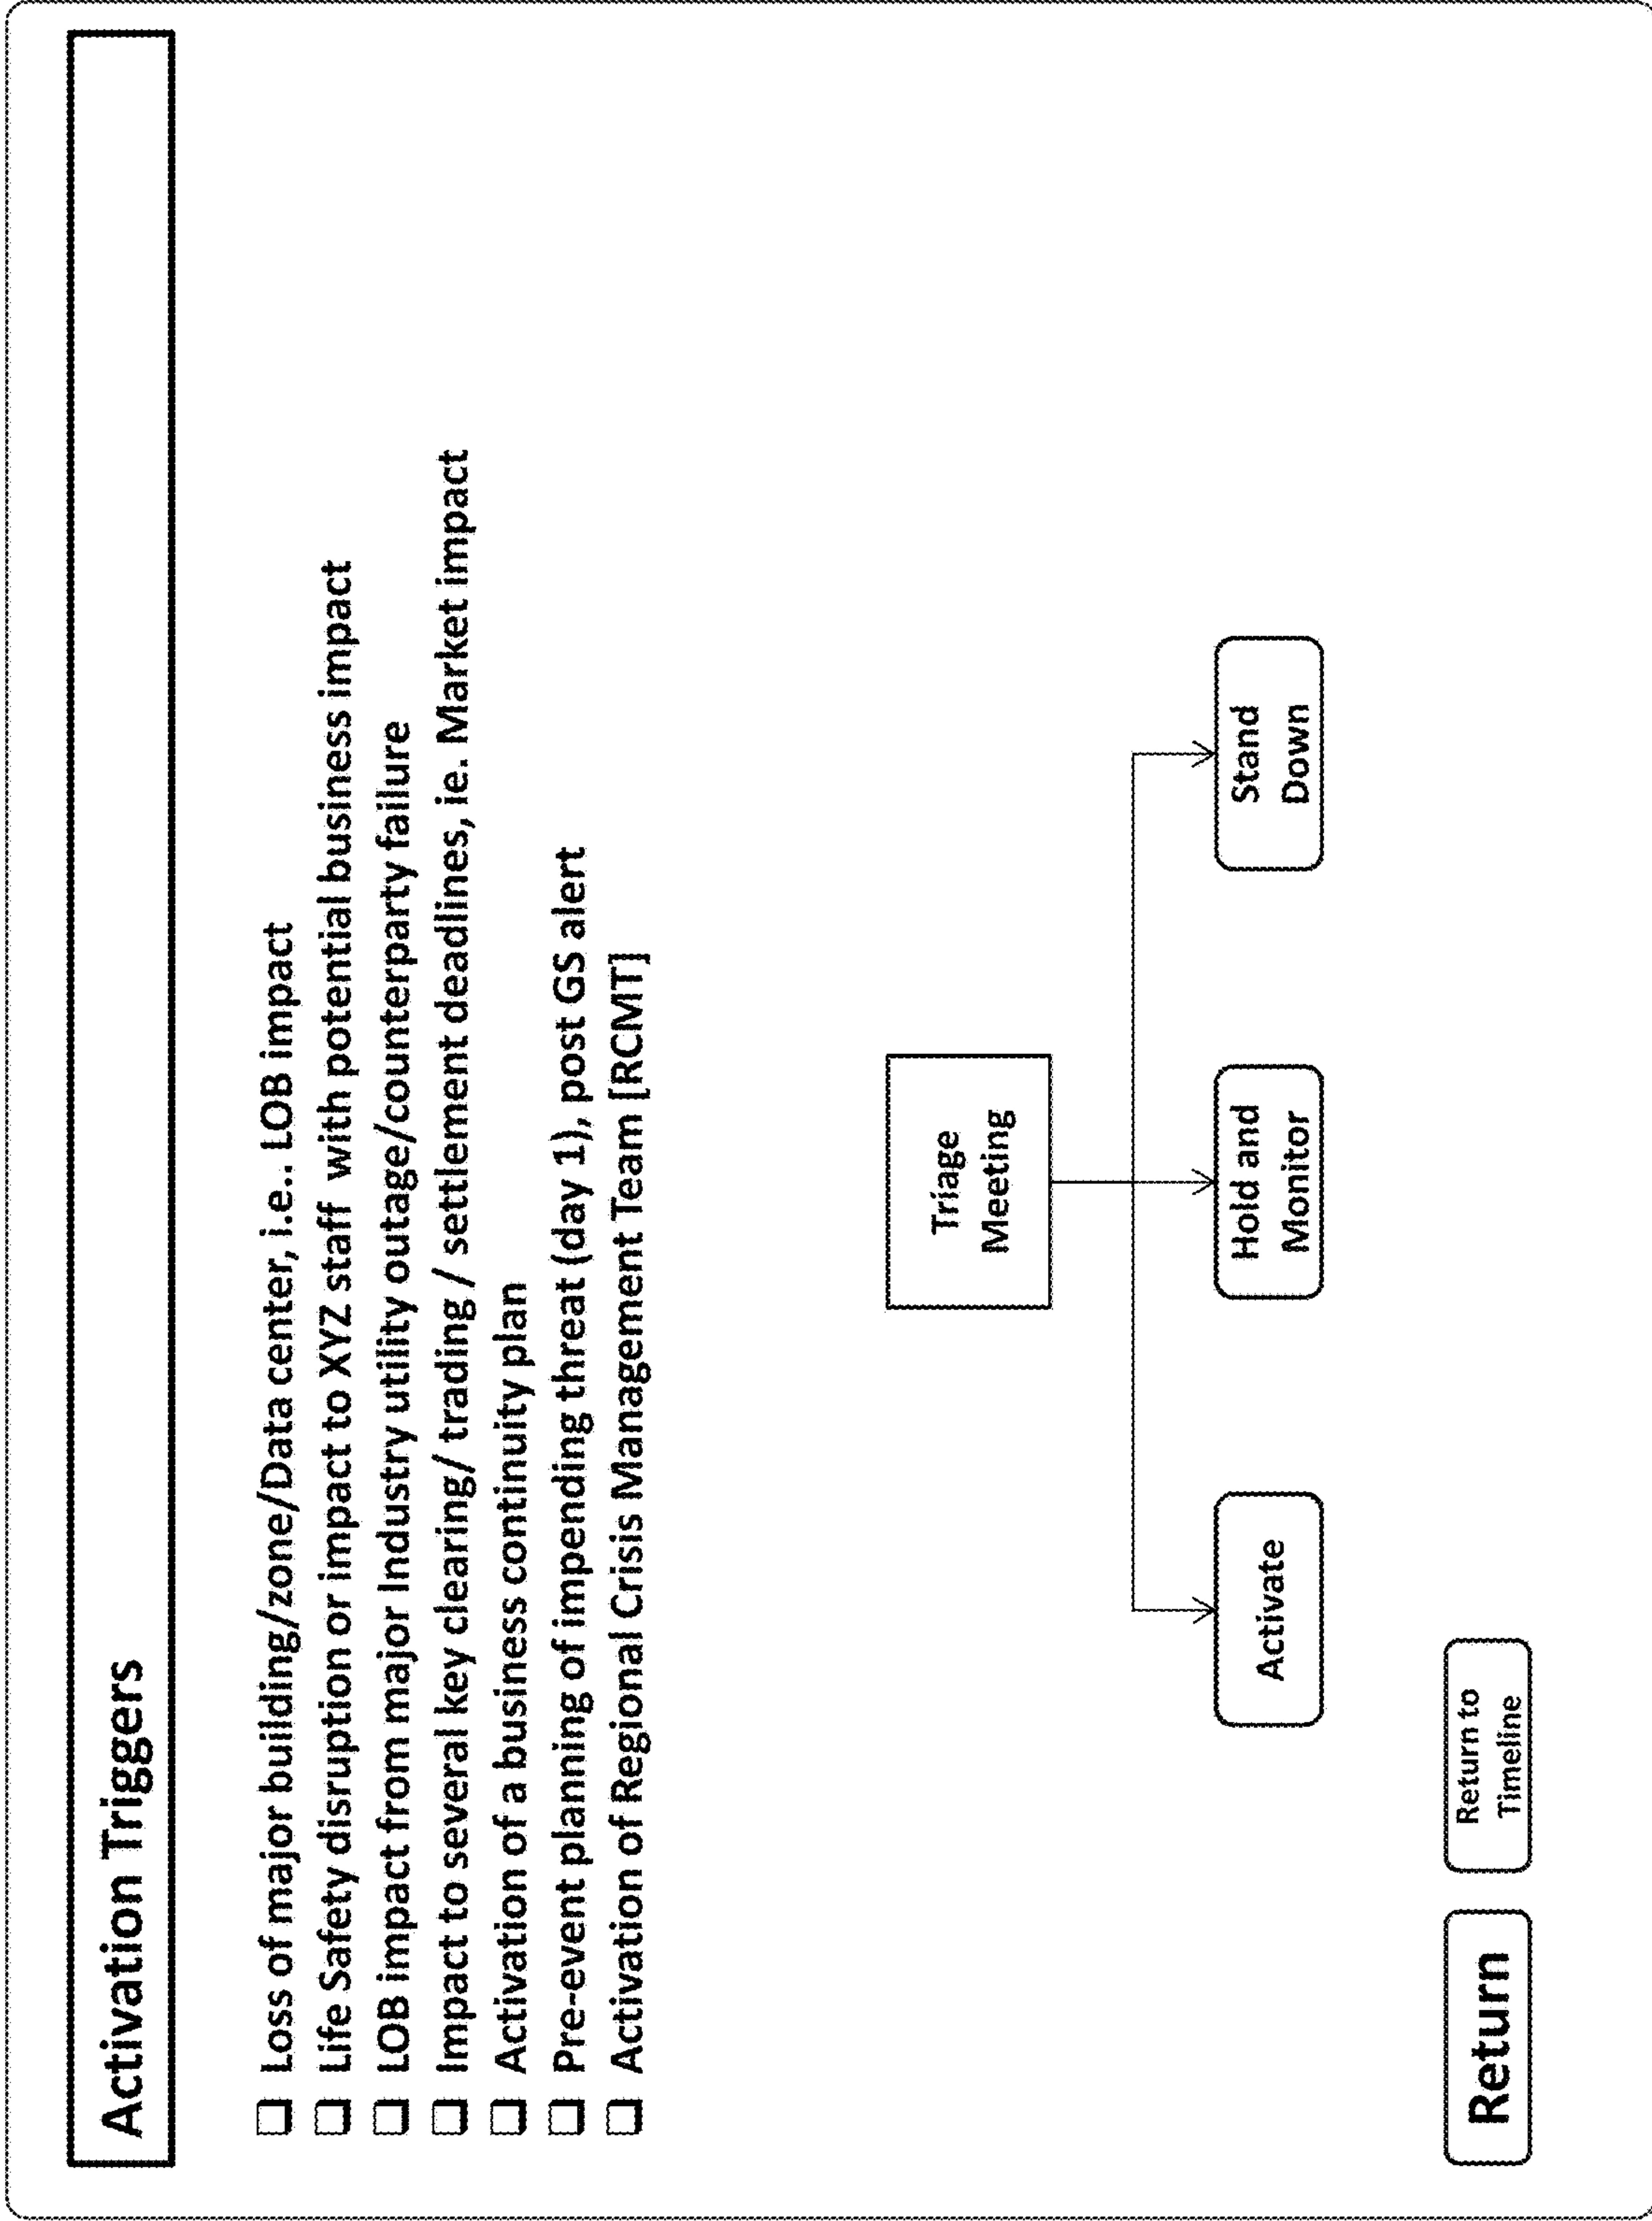 Activation Triggers
❑ Loss of major building/zone/Data center, i.e.. LOB impact
❑ Life Safety disruption or impact to XYZ staff with potential business impact
❑ LOB impact from major Industry utility outage/counterparty failure
❑ Impact to several key clearing/ trading / settlement deadlines, ie. Market impact
❑ Activation of a business continuity plan
❑ Pre-event planning of impending threat (day 1), post GS alert
❑ Activation of Regional Crisis Management Team [RCMT]
Triage
Meeting
Activate
Hold and
Monitor
Stand
Down
Return
Return to
Timeline